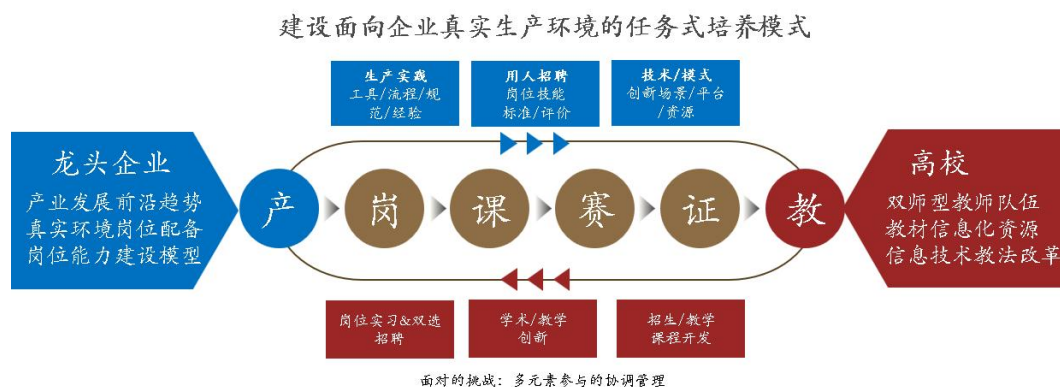 建设面向企业真实生产环境的任务式培养模式
生产实践
工具/流程/规
范/经验
用人招聘
岗位技能
标准/评价
技术/模式
创新场景/平台
/资源
龙头企业
产业发展前沿趋势
真实环境岗位配备
岗位能力建设模型
产
岗
课
赛
证
教
高校
双师型教师队伍
教材信息化资源
信息技术教法改革
岗位实习&双选
招聘
学术/教学
创新
招生/教学
课程开发
面对的挑战：多元素参与的协调管理